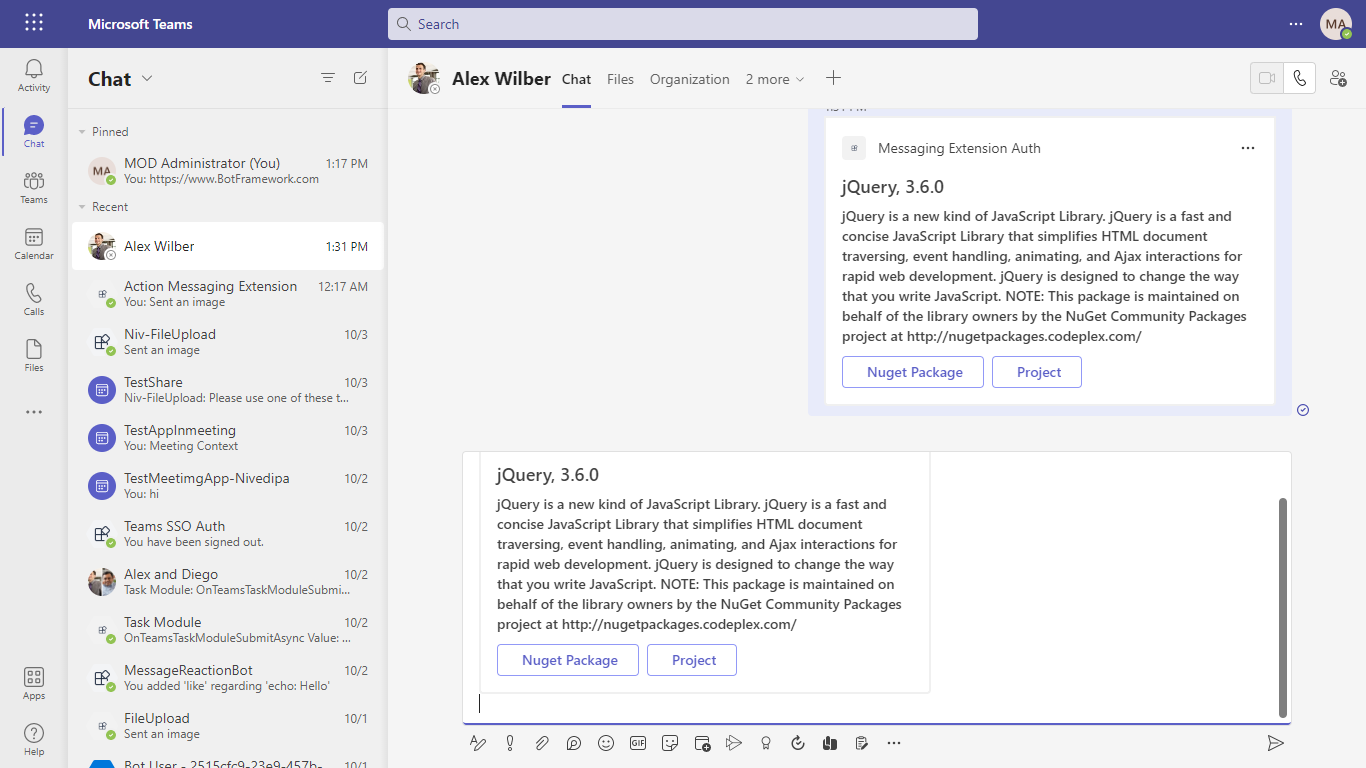 Microsoft Teams
Search
MA
Activity
Chat
Teams
Calendar
Calls
Files
Apps
Help
Chat
Pinned
MA
MOD Administrator (You) 1:17 PM
You: https://www.BotFramework.com
Recent
Alex Wilber 1:31 PM
Action Messaging Extension 12:17 AM
You: Sent an image
Niv-FileUpload 10/3
Sent an image
TestShare 10/3
Niv-FileUpload: Please use one of these t...
TestAppInmeeting 10/3
You: Meeting Context
TestMeetimgApp-Nivedipa 10/2
You: hi
Teams SSO Auth 10/2
You have been signed out.
Alex and Diego 10/2
Task Module: OnTeamsTaskModuleSubmi...
Task Module 10/2
OnTeamsTaskModuleSubmitAsync Value: ...
MessageReactionBot 10/2
You added 'like' regarding 'echo: Hello'
FileUpload 10/1
Sent an image
Bot User - 2515cfc9-23e9-457b- 10/1
Alex Wilber Chat Files Organization 2 more
Messaging Extension Auth
jQuery, 3.6.0
jQuery is a new kind of JavaScript Library. jQuery is a fast and
concise JavaScript Library that simplifies HTML document
traversing, event handling, animating, and Ajax interactions for
rapid web development. jQuery is designed to change the way
that you write JavaScript. NOTE: This package is maintained on
behalf of the library owners by the NuGet Community Packages
project at http://nugetpackages.codeplex.com/
Nuget Package Project
jQuery, 3.6.0
jQuery is a new kind of JavaScript Library. jQuery is a fast and
concise JavaScript Library that simplifies HTML document
traversing, event handling, animating, and Ajax interactions for
rapid web development. jQuery is designed to change the way
that you write JavaScript. NOTE: This package is maintained on
behalf of the library owners by the NuGet Community Packages
project at http://nugetpackages.codeplex.com/
Nuget Package Project
GIF